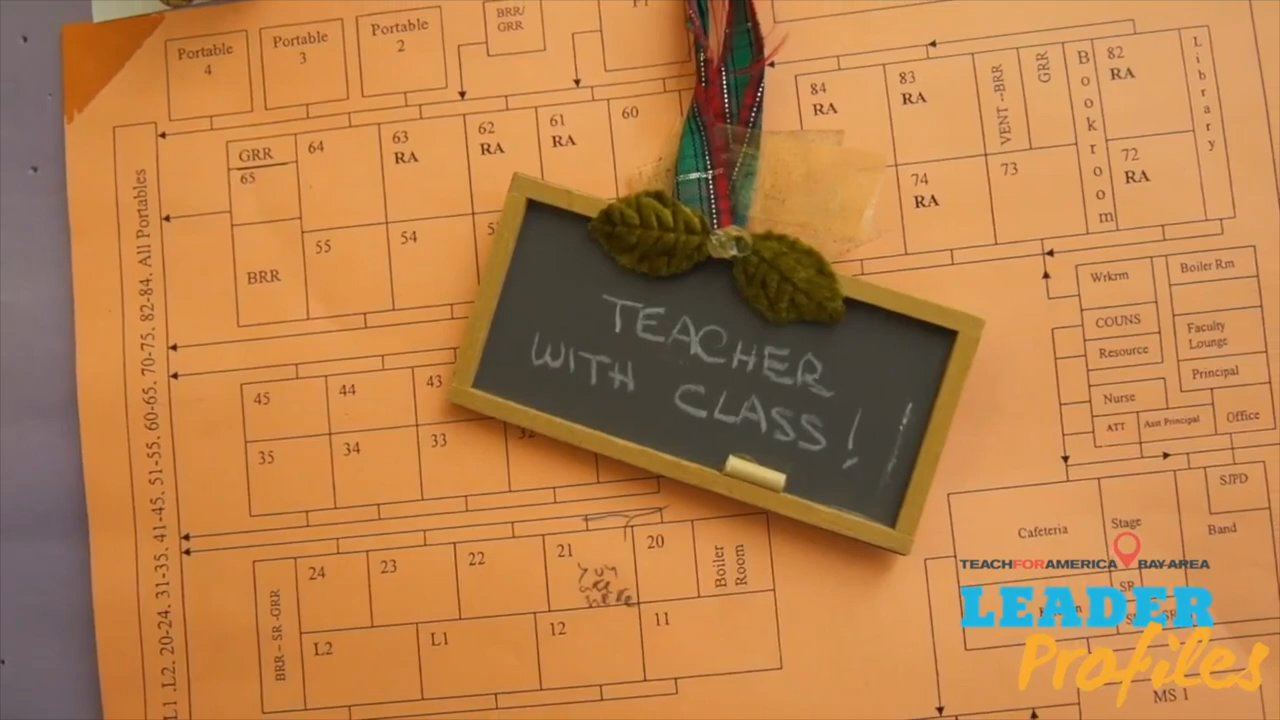 Portable
4
Portable
3
Portable
2
BRR/
GRR
84
RA
83
RA
VENT --BRR
GRR
Bookroom
82
RA
Library
GRR
65
64
63
RA
62
RA
61
RA
60
74
RA
73
72
RA
BRR
55
54
L1 .L2. 20-24. 31-35. 41-45. 51-55. 60-65. 70-75. 82-84. All Portables
TEACHER
WITH CLASS!
Wrkrm
COUNS
Resource
Nurse
ATT
Asst Principal
Office
Boiler Rm
Faculty
Lounge
Principal
45
44
43
35
34
33
32
BRR – SR -GRR
24
23
22
21
You
are
here
20
Boiler
Room
L2
L1
12
11
Cafeteria
Stage
SJPD
Band
SR
MS 1
TEACHFORAMERICA BAY AREA
LEADER
Profiles